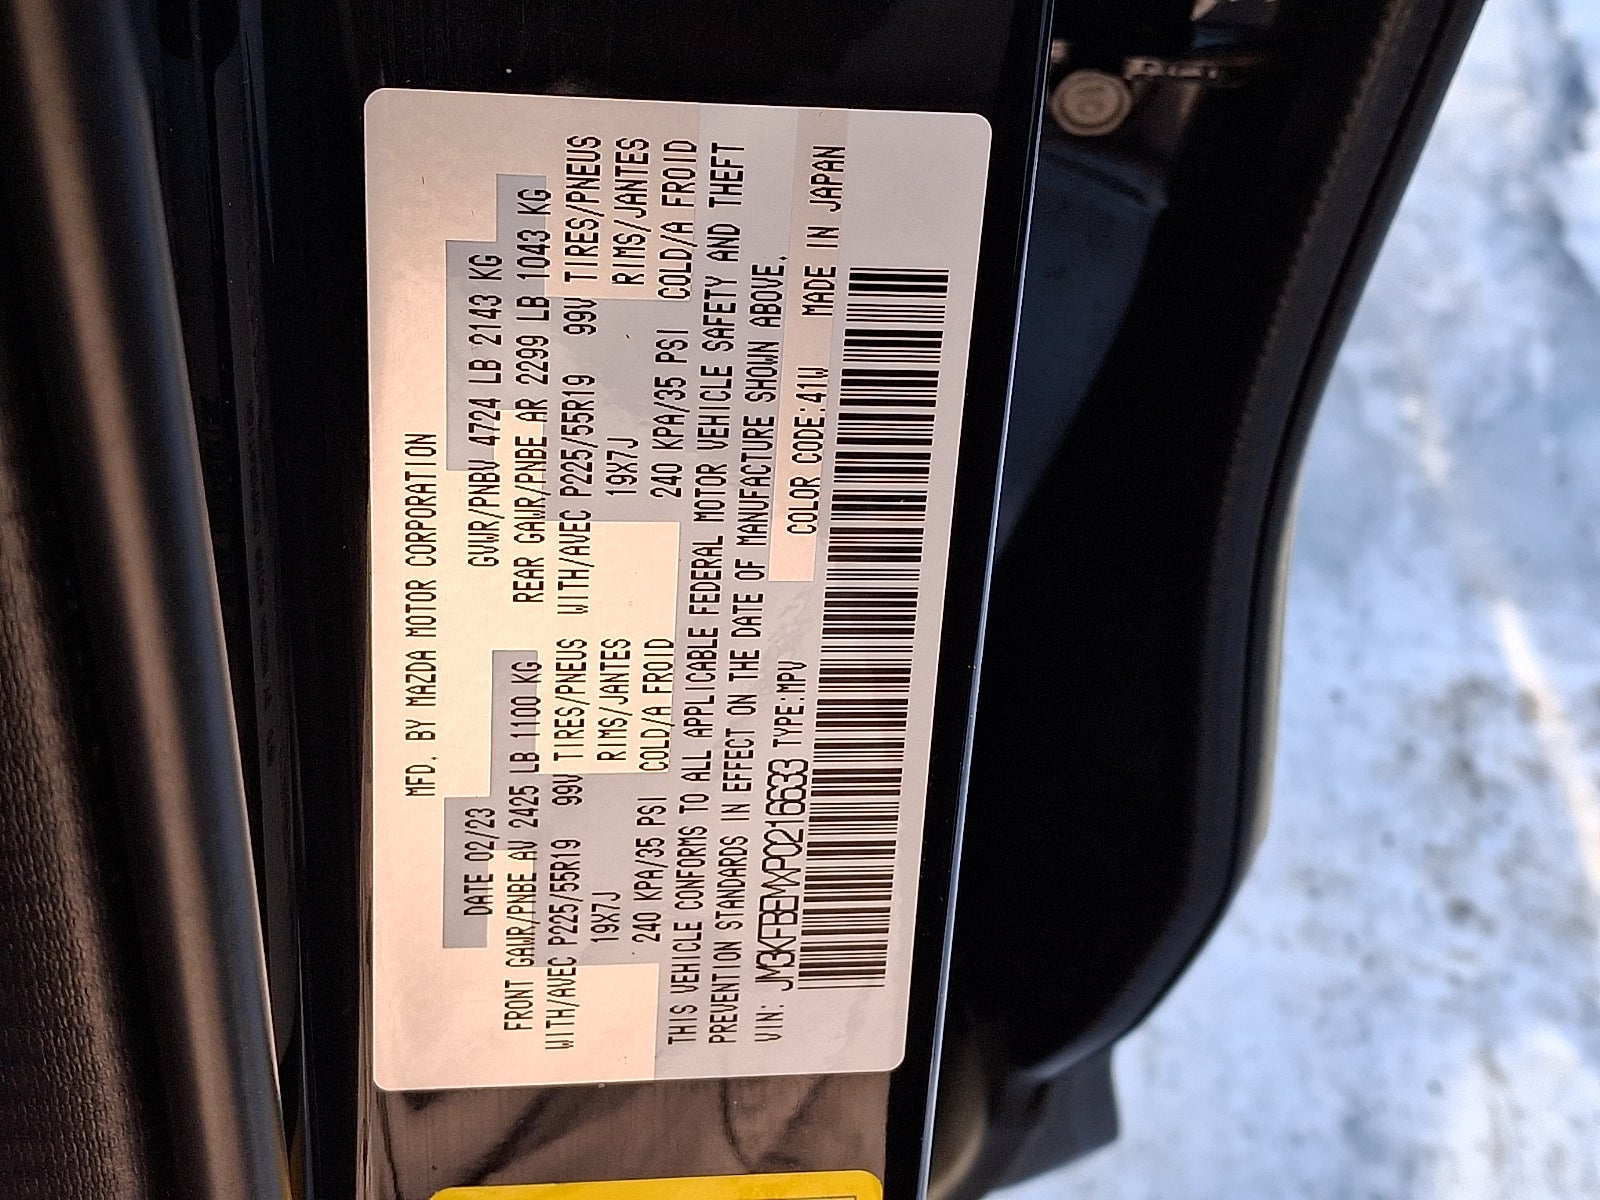 MFD. BY MAZDA MOTOR CORPORATION
DATE 02/23 GVWR/PNBV 4724 LB 2143 KG
FRONT GAWR/PNBE AV 2425 LB 1100 KG REAR GAWR/PNBE AR 2299 LB 1043 KG
WITH/AVEC P225/55R19 99V TIRES/PNEUS WITH/AVEC P225/55R19 99V TIRES/PNEUS
19X7J RIMS/JANTES 19X7J RIMS/JANTES
240 KPA/35 PSI COLD/A FROID 240 KPA/35 PSI COLD/A FROID
THIS VEHICLE CONFORMS TO ALL APPLICABLE FEDERAL MOTOR VEHICLE SAFETY AND THEFT
PREVENTION STANDARDS IN EFFECT ON THE DATE OF MANUFACTURE SHOWN ABOVE.
VIN: JM3KFBEMXP0216633 TYPE:MPV COLOR CODE:41W MADE IN JAPAN